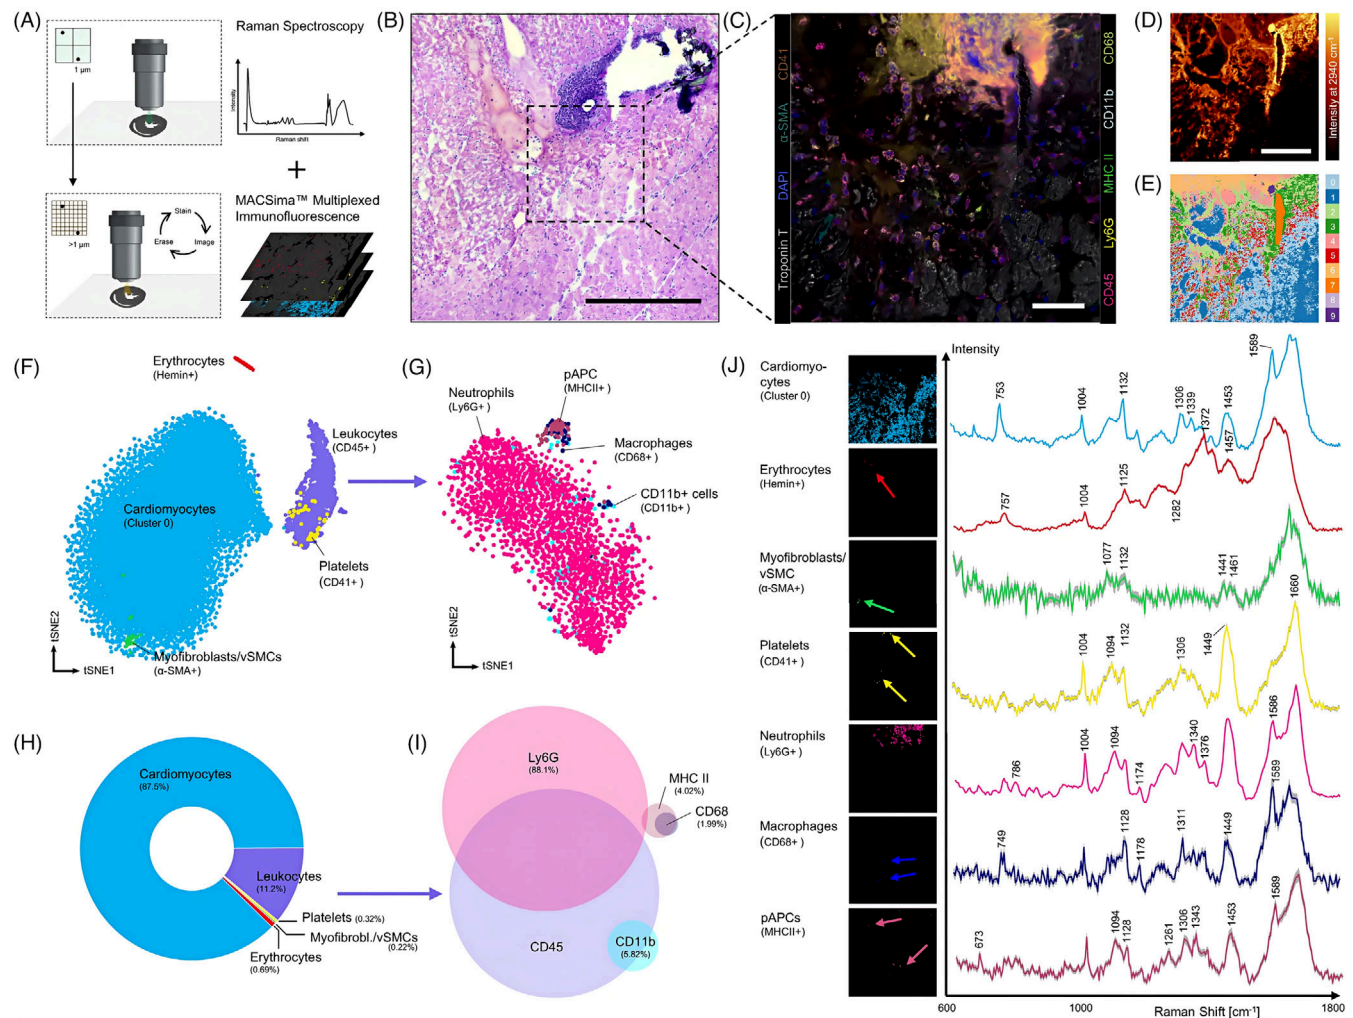 (A)
Raman Spectroscopy
1 µm
Intensity
Raman shift
+
MACSima™ Multiplexed
Immunofluorescence
Stain
Erase
Image
>1 µm
(B)
(C)
Troponin T
DAPI
α-SMA
CD41
CD45
Ly6G
MHC II
CD11b
CD68
(D)
Intensity at 2940 cm-1
(E)
0
1
2
3
4
5
6
7
8
9
(F)
Erythrocytes
(Hemin+)
Leukocytes
(CD45+ )
Cardiomyocytes
(Cluster 0)
Platelets
(CD41+ )
Myofibroblasts/vSMCs
(α-SMA+)
tSNE2
tSNE1
(G)
pAPC
(MHCII+ )
Neutrophils
(Ly6G+ )
Macrophages
(CD68+ )
CD11b+ cells
(CD11b+ )
tSNE2
tSNE1
(H)
Cardiomyocytes
(87.5%)
Leukocytes
(11.2%)
Platelets (0.32%)
Myofibrobl./vSMCs
(0.22%)
Erythrocytes
(0.69%)
(I)
Ly6G
(88.1%)
MHC II
(4.02%)
CD68
(1.99%)
CD45
CD11b
(5.82%)
(J)
Intensity
Cardiomyo-
cytes
(Cluster 0)
753
1004
1132
1306
1339
1453
1589
Erythrocytes
(Hemin+)
757
1004
1125
1282
1372
1457
Myofibroblasts/
vSMC
(α-SMA+)
1077
1132
1441
1461
1660
Platelets
(CD41+ )
1004
1094
1132
1306
1449
Neutrophils
(Ly6G+ )
786
1004
1094
1174
1340
1376
1586
Macrophages
(CD68+ )
749
1128
1178
1311
1449
1589
pAPCs
(MHCII+)
673
1094
1128
1261
1306
1343
1453
1589
600
1000
Raman Shift [cm-1]
1800